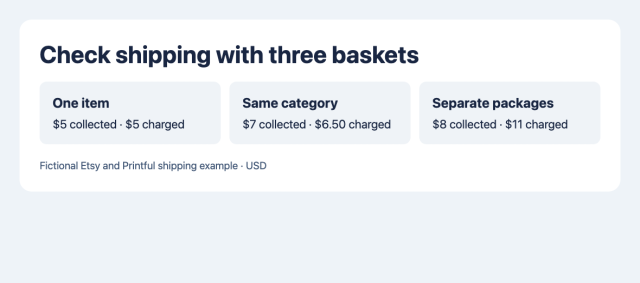 Check shipping with three baskets
One item
$5 collected · $5 charged
Same category
$7 collected · $6.50 charged
Separate packages
$8 collected · $11 charged
Fictional Etsy and Printful shipping example · USD